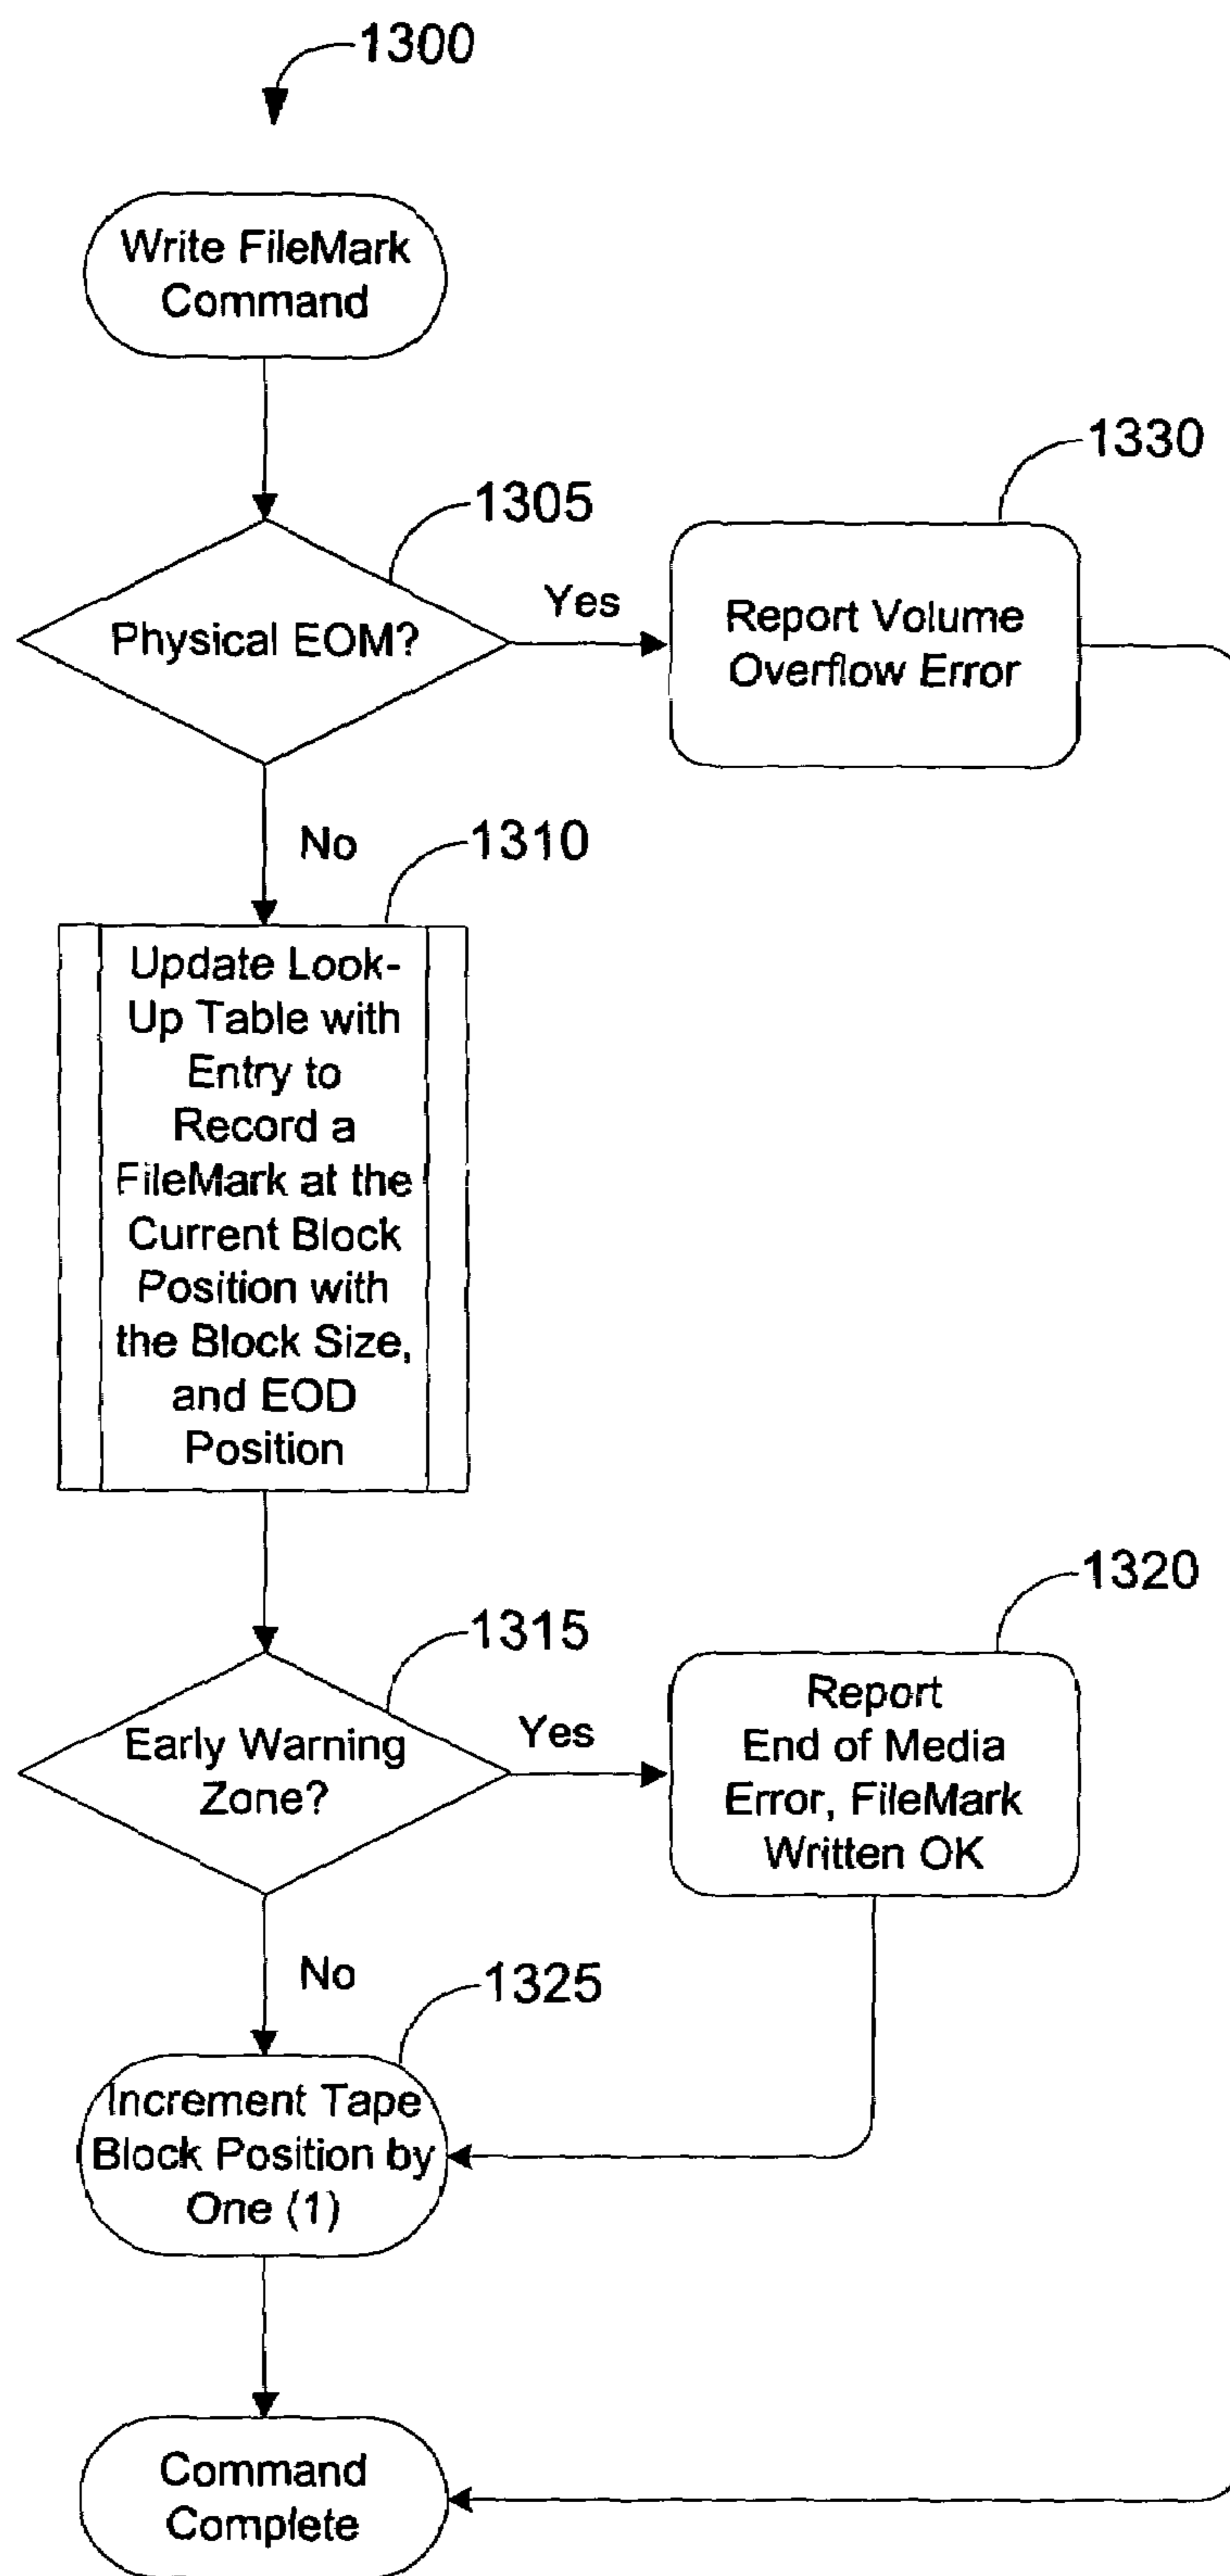 1300
Write FileMark
Command
1305
Physical EOM?
Yes
1330
Report Volume
Overflow Error
No
1310
Update Look-
Up Table with
Entry to
Record a
FileMark at the
Current Block
Position with
the Block Size,
and EOD
Position
1315
Early Warning
Zone?
Yes
1320
Report
End of Media
Error, FileMark
Written OK
No
1325
Increment Tape
Block Position by
One (1)
Command
Complete